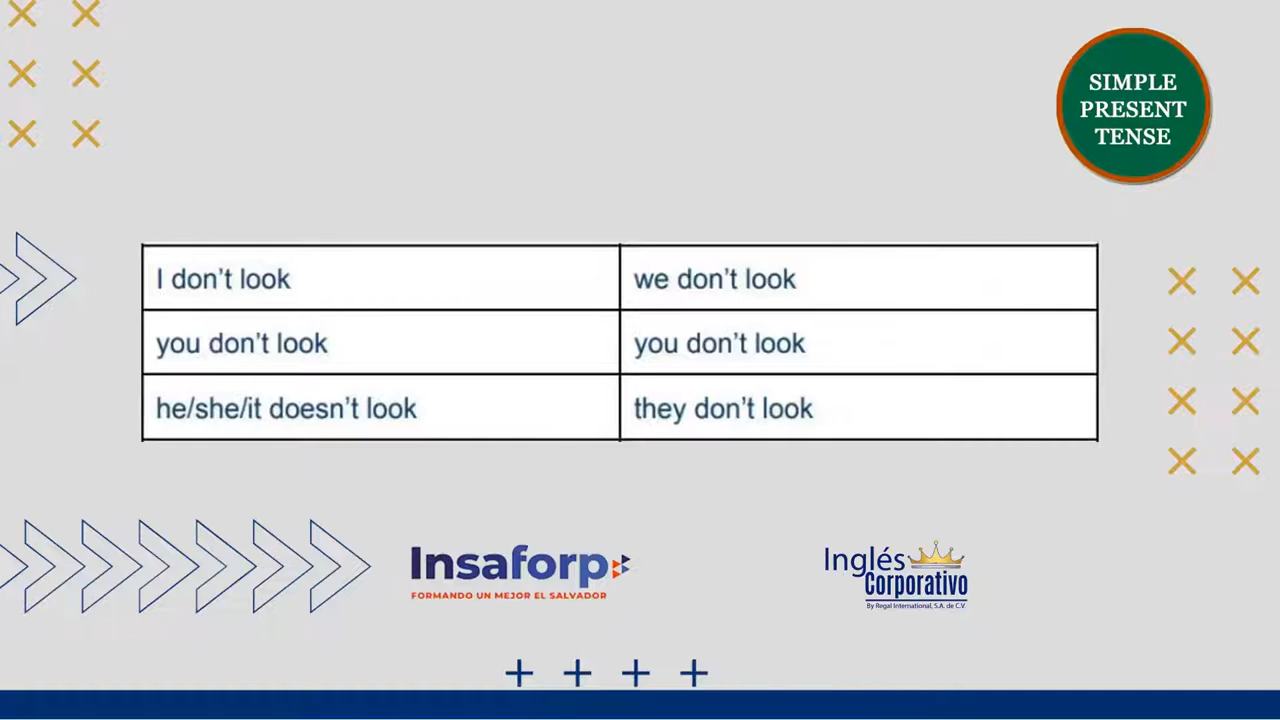 SIMPLE
PRESENT
TENSE
I don't look
we don't look
you don't look
you don't look
he/she/it doesn't look
they don't look
Insaforp
FORMANDO UN MEJOR EL SALVADOR
Inglés
Corporativo
By Regal International, S.A. de C.V.